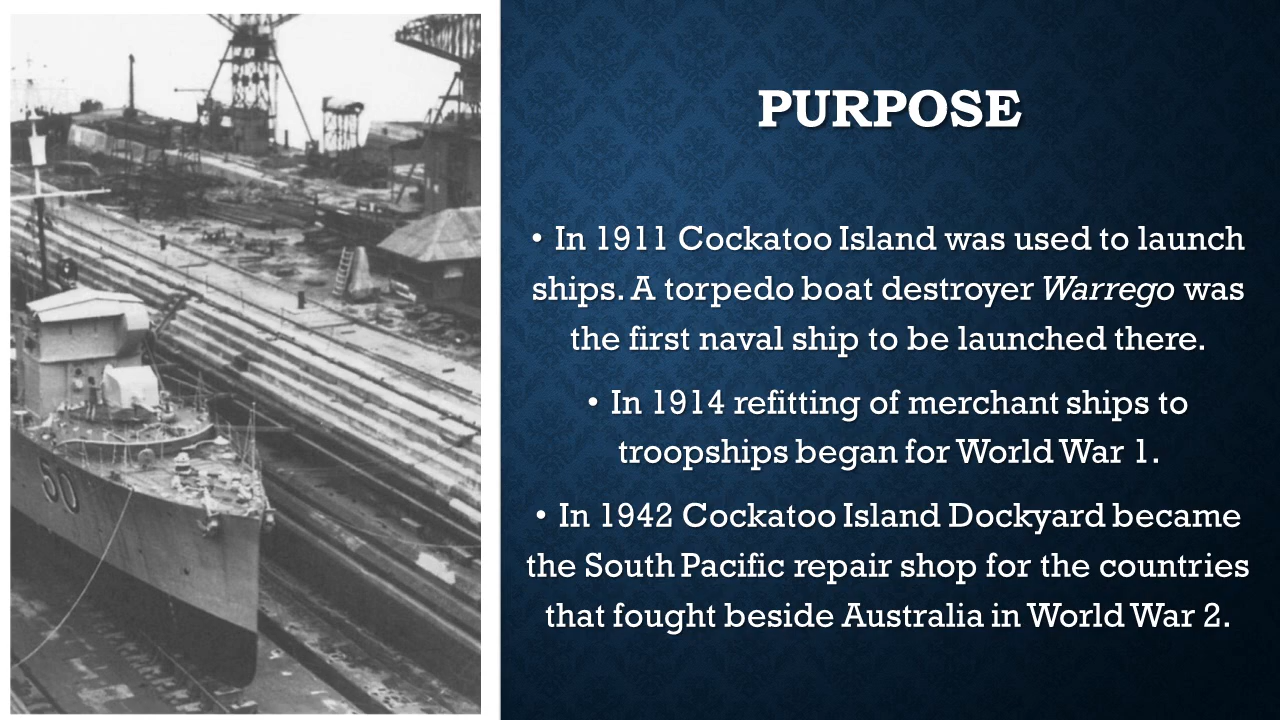 PURPOSE
• In 1911 Cockatoo Island was used to launch
ships. A torpedo boat destroyer Warrego was
the first naval ship to be launched there.
• In 1914 refitting of merchant ships to
troopships began for World War 1.
• In 1942 Cockatoo Island Dockyard became
the South Pacific repair shop for the countries
that fought beside Australia in World War 2.
50